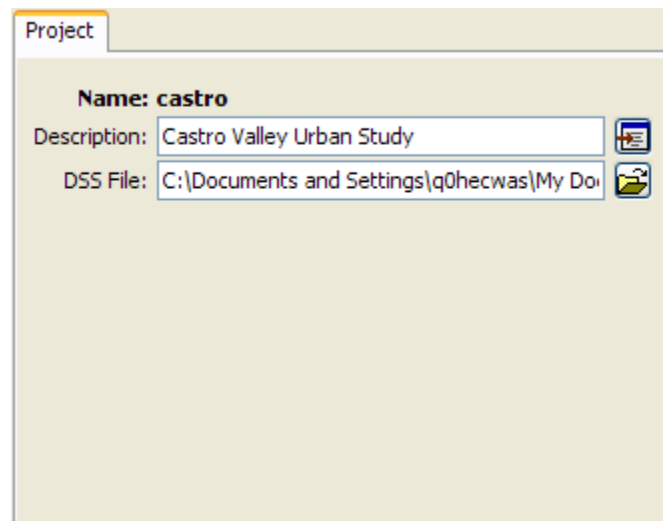 Project
Name: castro
Description: Castro Valley Urban Study
DSS File: C:\Documents and Settings\q0hecwas\My Do